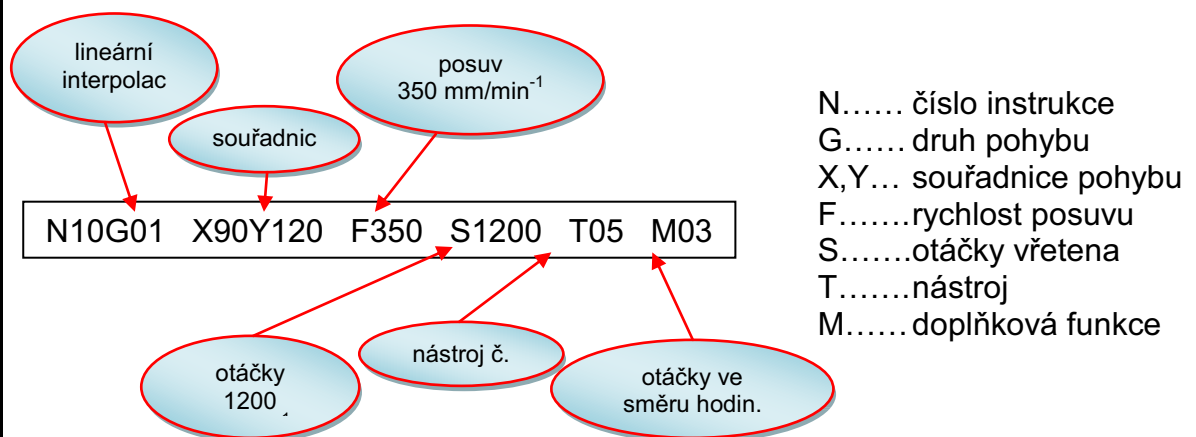 lineární
interpolac
posuv
350 mm/min⁻¹
souřadnic
N10G01 X90Y120 F350 S1200 T05 M03
otáčky
1200
nástroj č.
otáčky ve
směru hodin.
N…… číslo instrukce
G…… druh pohybu
X,Y… souřadnice pohybu
F…….rychlost posuvu
S…….otáčky vřetena
T…….nástroj
M…… doplňková funkce